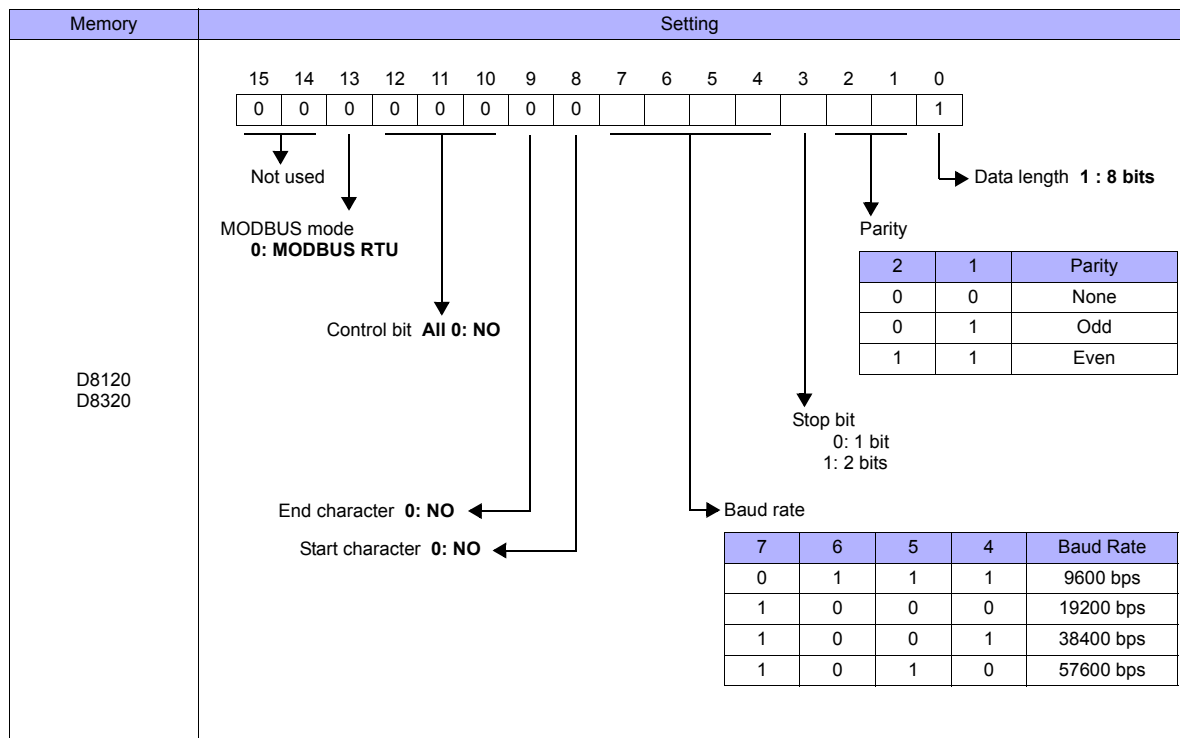 Memory Setting
15 14 13 12 11 10 9 8 7 6 5 4 3 2 1 0
0 0 0 0 0 0 0 0 1
Not used
Data length 1 : 8 bits
MODBUS mode
0: MODBUS RTU
Parity
2 1 Parity
0 0 None
0 1 Odd
1 1 Even
Control bit All 0: NO
D8120
D8320
Stop bit
0: 1 bit
1: 2 bits
End character 0: NO
Baud rate
Start character 0: NO
7 6 5 4 Baud Rate
0 1 1 1 9600 bps
1 0 0 0 19200 bps
1 0 0 1 38400 bps
1 0 1 0 57600 bps